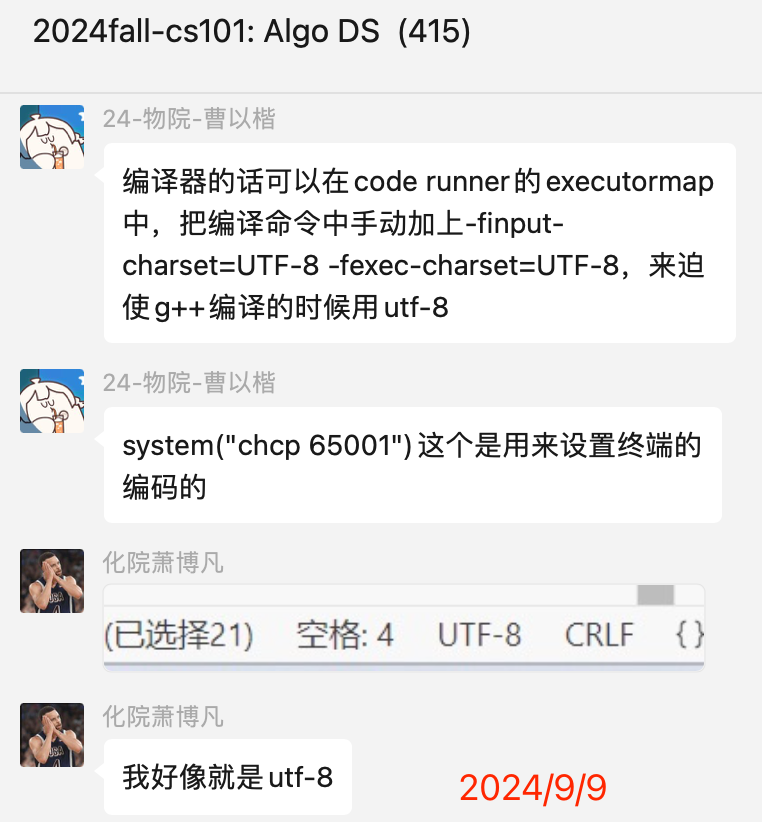 2024fall-cs101: Algo DS（415）
24-物院-曹以楷
编译器的话可以在code runner的executormap
中，把编译命令中手动加上-finput-
charset=UTF-8 -fexec-charset=UTF-8，来迫
使g++编译的时候用utf-8
24-物院-曹以楷
system("chcp 65001")这个是用来设置终端的
编码的
化院萧博凡
(已选择21) 空格: 4 UTF-8 CRLF { }
化院萧博凡
我好像就是utf-8
2024/9/9